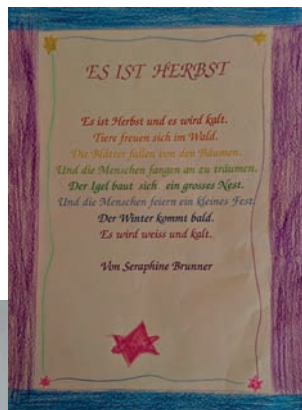 ES IST HERBST
Es ist Herbst und es wird kalt.
Tiere freuen sich im Wald.
Die Blätter fallen von den Bäumen.
Und die Menschen fangen an zu träumen.
Der Igel baut sich ein grosses Nest.
Und die Menschen feiern ein kleines Fest.
Der Winter kommt bald.
Es wird weiss und kalt.
Von Seraphine Brunner